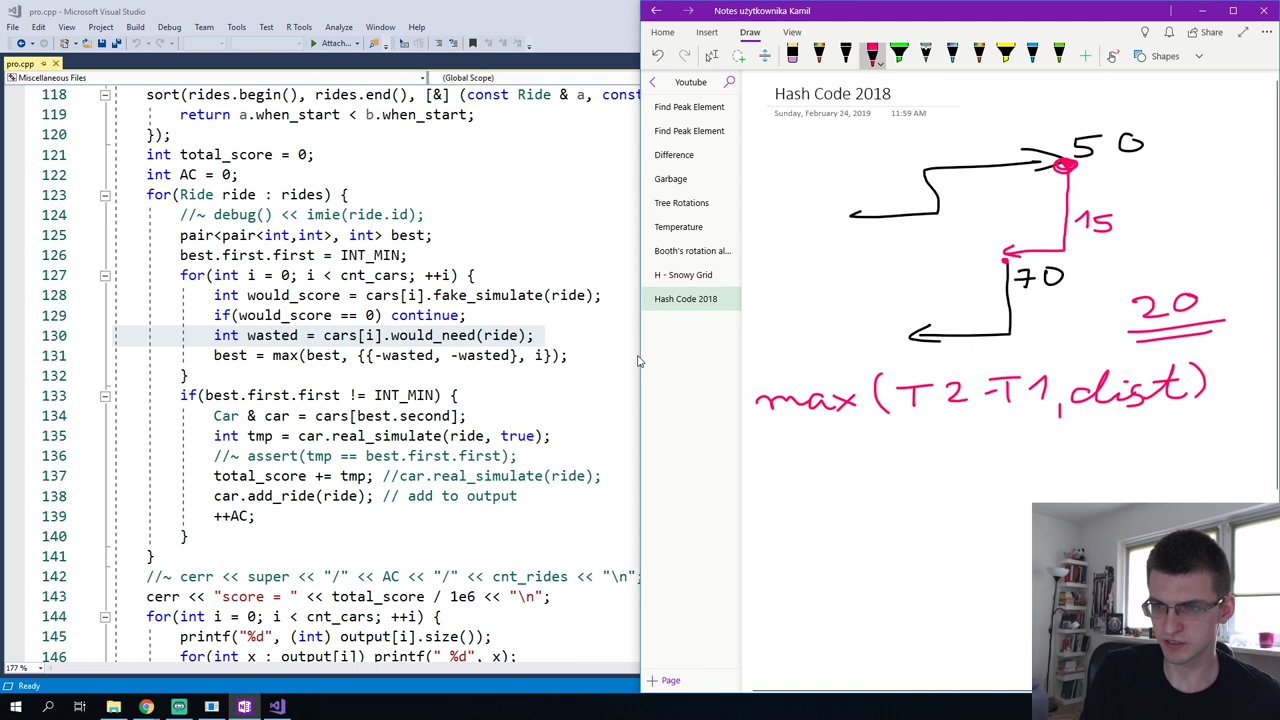 pro.cpp - Microsoft Visual Studio
File Edit View Project Build Debug Team Tools R Tools Analyze Window
Attach...
pro.cpp
Miscellaneous Files
(Global Scope)
118 sort(rides.begin(), rides.end(), [&] (const Ride & a, cons
119 return a.when_start < b.when_start;
120 });
121 int total_score = 0;
122 int AC = 0;
123 for(Ride ride : rides) {
124 //~ debug() << imie(ride.id);
125 pair<pair<int,int>, int> best;
126 best.first.first = INT_MIN;
127 for(int i = 0; i < cnt_cars; ++i) {
128 int would_score = cars[i].fake_simulate(ride);
129 if(would_score == 0) continue;
130 int wasted = cars[i].would_need(ride);
131 best = max(best, {{-wasted, -wasted}, i});
132 }
133 if(best.first.first != INT_MIN) {
134 Car & car = cars[best.second];
135 int tmp = car.real_simulate(ride, true);
136 //~ assert(tmp == best.first.first);
137 total_score += tmp; //car.real_simulate(ride);
138 car.add_ride(ride); // add to output
139 ++AC;
140 }
141 }
142 //~ cerr << super << "/" << AC << "/" << cnt_rides << "\n";
143 cerr << "score = " << total_score / 1e6 << "\n";
144 for(int i = 0; i < cnt_cars; ++i) {
145 printf("%d", (int) output[i].size());
146 for(int x : output[i]) printf(" %d", x);
177 %
Ready
Notes użytkownika Kamil
Home Insert Draw View
Share
Shapes
Youtube
Find Peak Element
Find Peak Element
Difference
Garbage
Tree Rotations
Temperature
Booth's rotation al...
H - Snowy Grid
Hash Code 2018
Page
Hash Code 2018
Sunday, February 24, 2019 11:59 AM
50
15
70
20
max(T2-T1, dist)